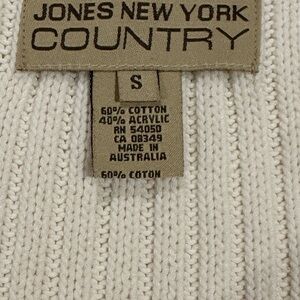 JONES NEW YORK
COUNTRY
S
60% COTTON
40% ACRYLIC
RN 54050
CA 08349
MADE IN
AUSTRALIA
60% COTON